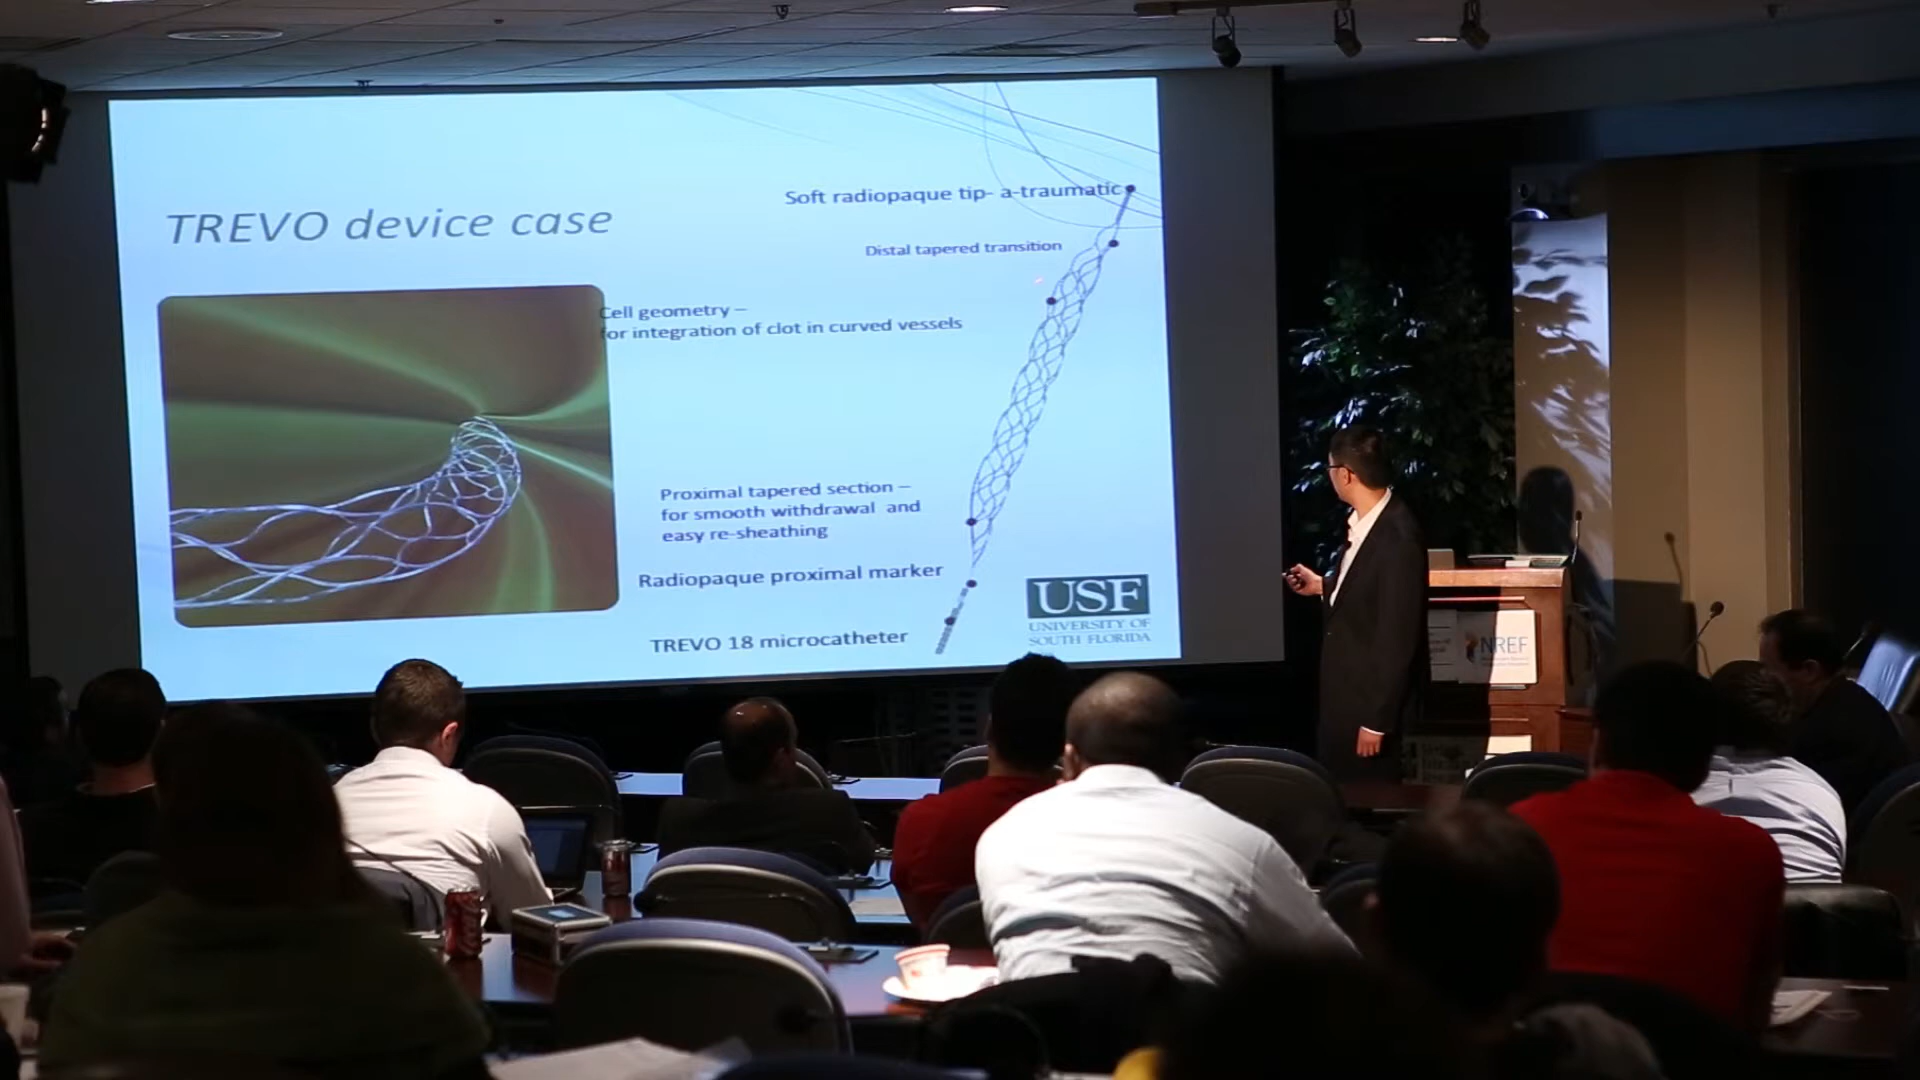 TREVO device case
Soft radiopaque tip- a-traumatic
Distal tapered transition
Cell geometry –
for integration of clot in curved vessels
Proximal tapered section –
for smooth withdrawal and
easy re-sheathing
Radiopaque proximal marker
TREVO 18 microcatheter
USF
UNIVERSITY OF
SOUTH FLORIDA
NREF